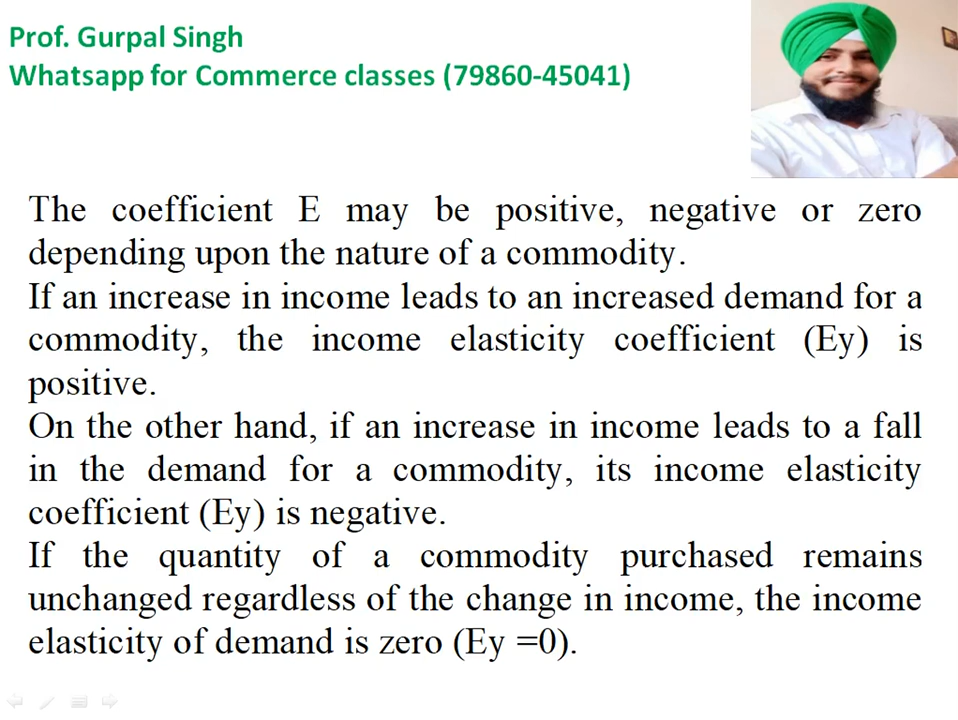 Prof. Gurpal Singh
Whatsapp for Commerce classes (79860-45041)
The coefficient E may be positive, negative or zero
depending upon the nature of a commodity.
If an increase in income leads to an increased demand for a
commodity, the income elasticity coefficient (Ey) is
positive.
On the other hand, if an increase in income leads to a fall
in the demand for a commodity, its income elasticity
coefficient (Ey) is negative.
If the quantity of a commodity purchased remains
unchanged regardless of the change in income, the income
elasticity of demand is zero (Ey =0).